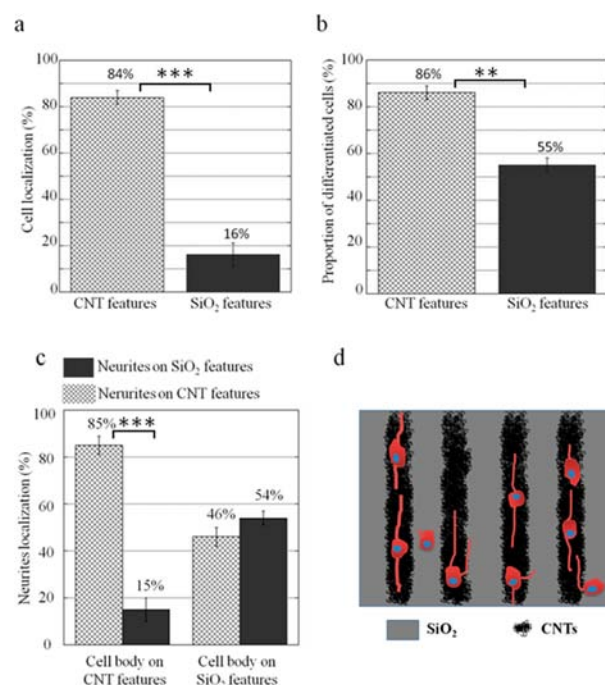 a
84%
***
16%
Cell localization (%)
80
60
40
20
0
CNT features
SiO₂ features
b
86%
**
55%
Proportion of differentiated cells (%)
80
60
40
20
0
CNT features
SiO₂ features
c
Neurites on SiO₂ features
Nerurites on CNT features
85%
***
15%
46%
54%
Neurites localization (%)
100
80
60
40
20
0
Cell body on
CNT features
Cell body on
SiO₂ features
d
SiO₂
CNTs